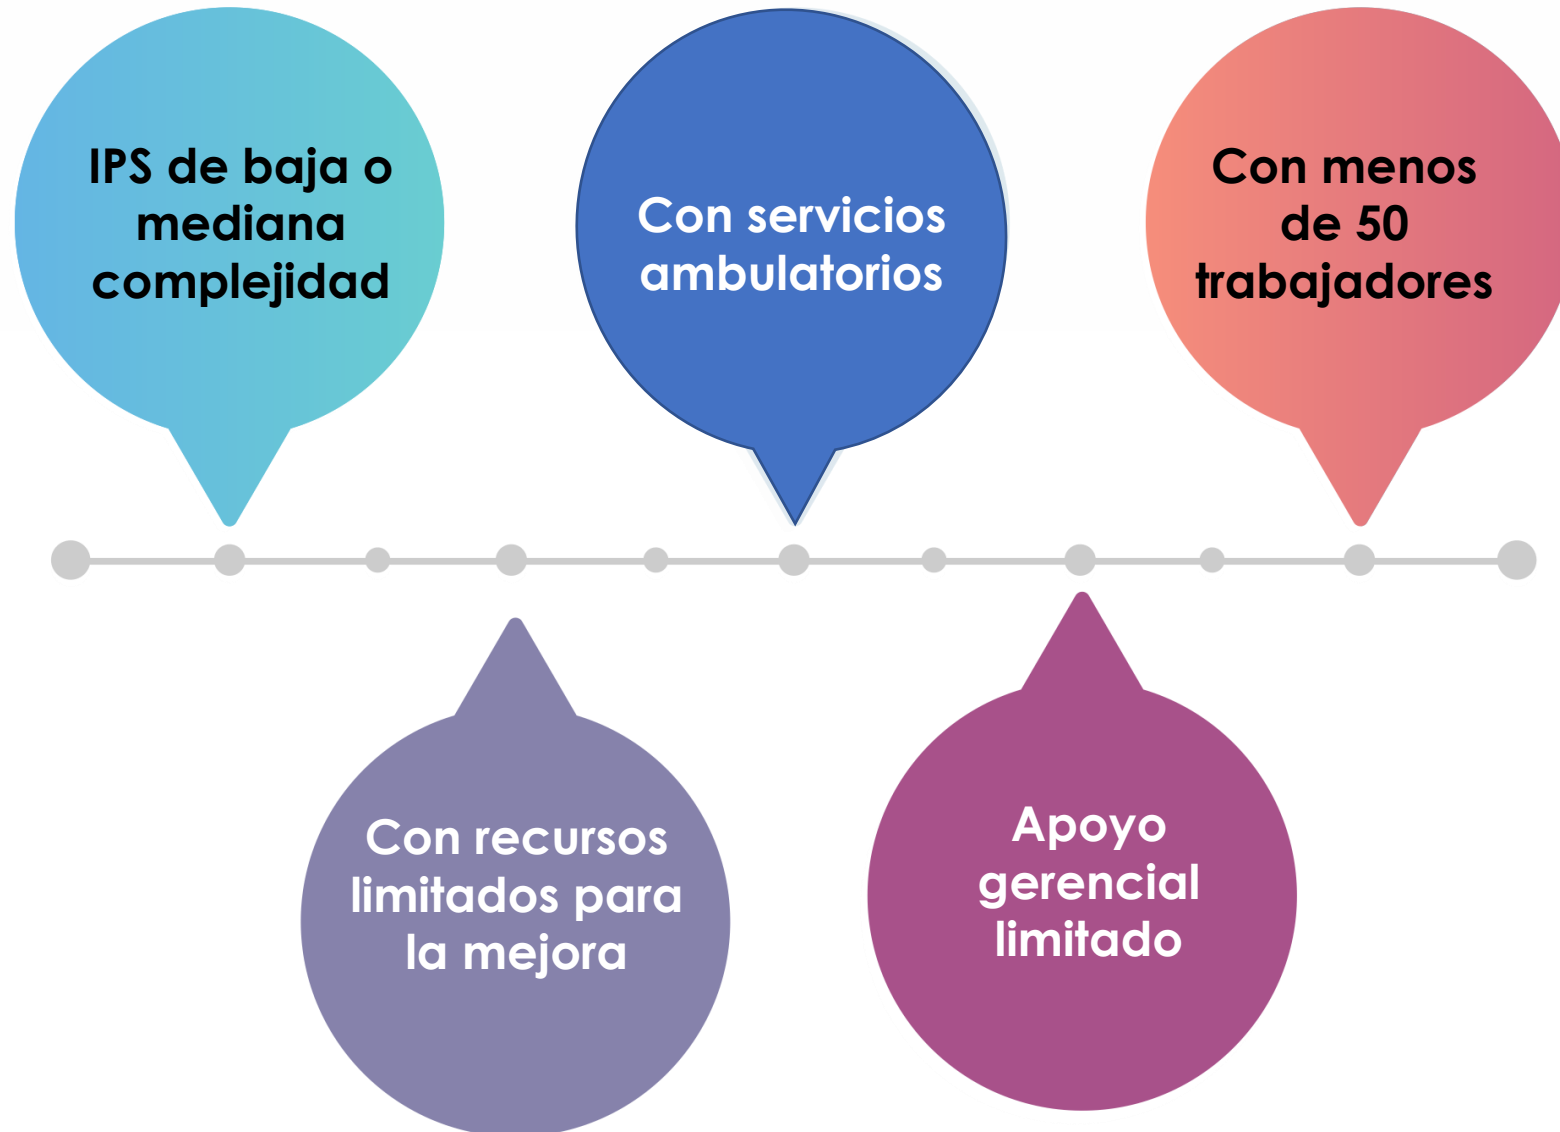 IPS de baja o
mediana
complejidad
Con servicios
ambulatorios
Con menos
de 50
trabajadores
Con recursos
limitados para
la mejora
Apoyo
gerencial
limitado